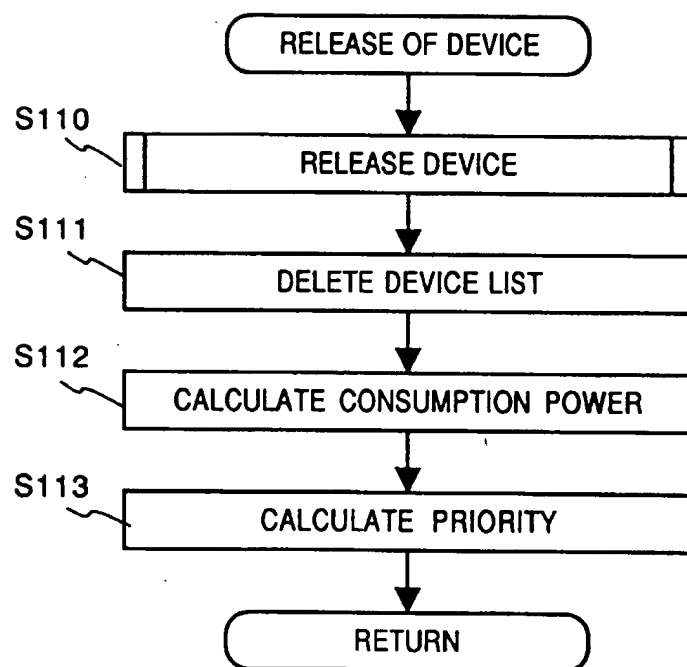 RELEASE OF DEVICE
S110
RELEASE DEVICE
S111
DELETE DEVICE LIST
S112
CALCULATE CONSUMPTION POWER
S113
CALCULATE PRIORITY
RETURN